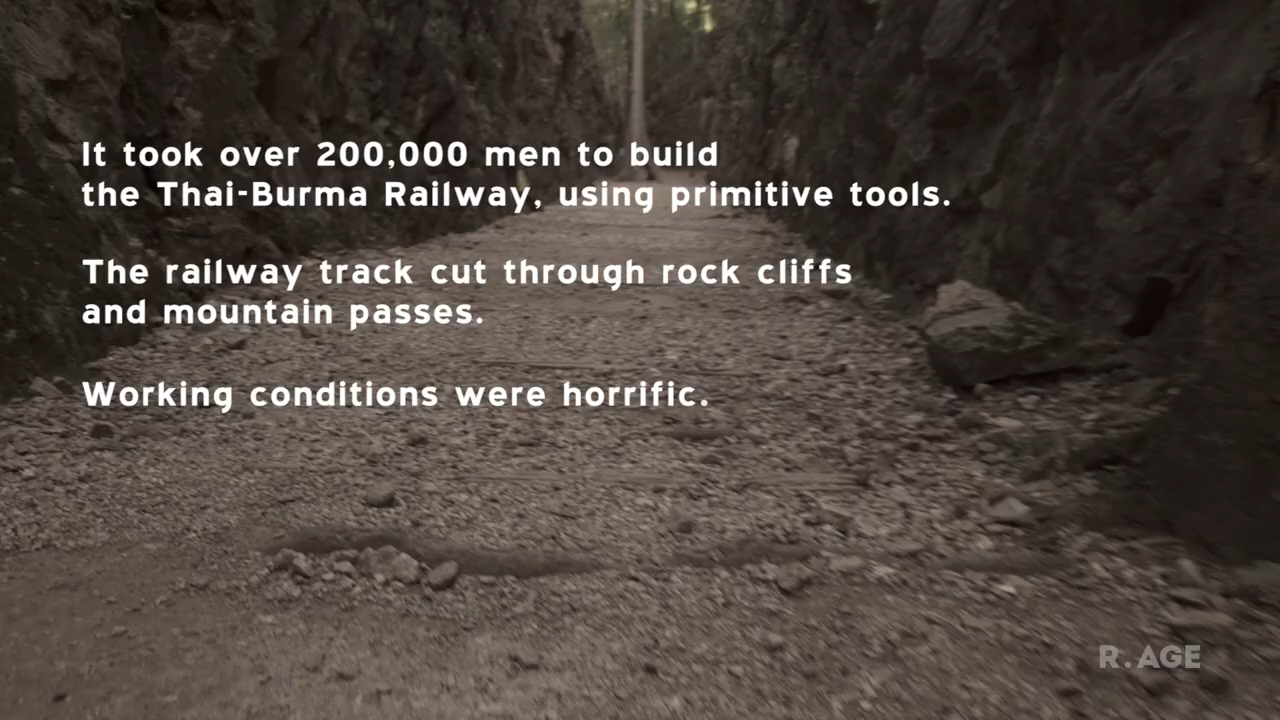 It took over 200,000 men to build
the Thai-Burma Railway, using primitive tools.
The railway track cut through rock cliffs
and mountain passes.
Working conditions were horrific.
R.AGE